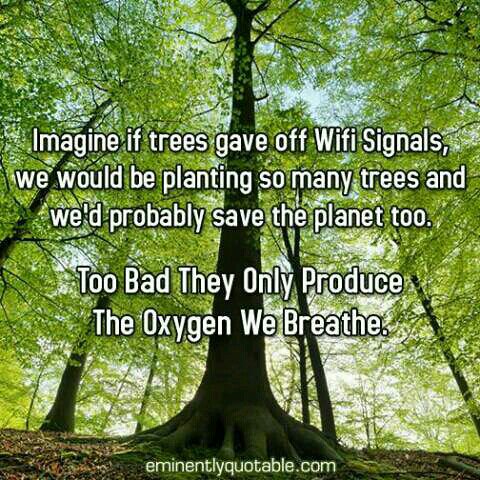 Imagine if trees gave off Wifi Signals,
we would be planting so many trees and
we'd probably save the planet too.
Too Bad They Only Produce
The Oxygen We Breathe.
eminentlyquotable.com